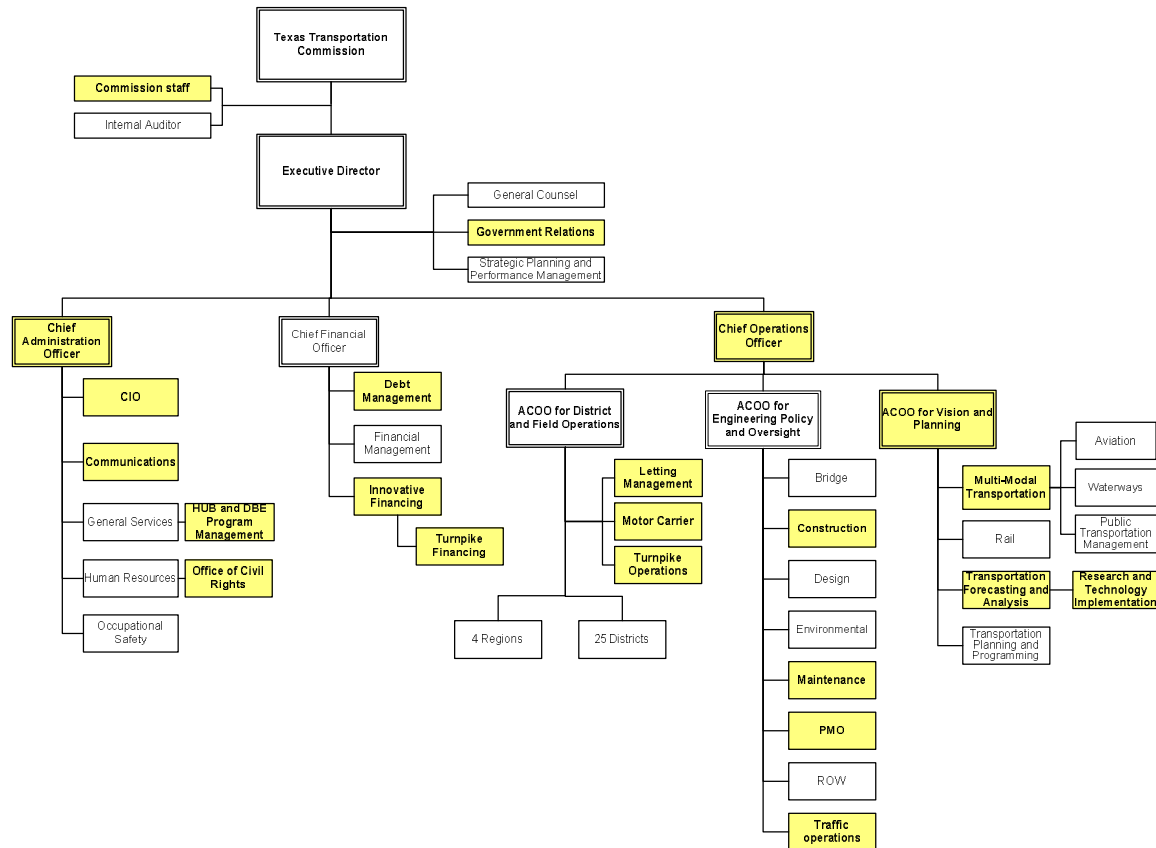 Texas Transportation
Commission
Commission staff
Internal Auditor
Executive Director
General Counsel
Government Relations
Strategic Planning and
Performance Management
Chief
Administration
Officer
Chief Financial
Officer
Chief Operations
Officer
CIO
Communications
General Services
HUB and DBE
Program
Management
Human Resources
Office of Civil
Rights
Occupational
Safety
Debt
Management
Financial
Management
Innovative
Financing
Turnpike
Financing
ACOO for District
and Field Operations
Letting
Management
Motor Carrier
Turnpike
Operations
4 Regions
25 Districts
ACOO for
Engineering Policy
and Oversight
Bridge
Construction
Design
Environmental
Maintenance
PMO
ROW
Traffic
operations
ACOO for Vision and
Planning
Multi-Modal
Transportation
Aviation
Waterways
Public
Transportation
Management
Rail
Transportation
Forecasting and
Analysis
Research and
Technology
Implementation
Transportation
Planning and
Programming